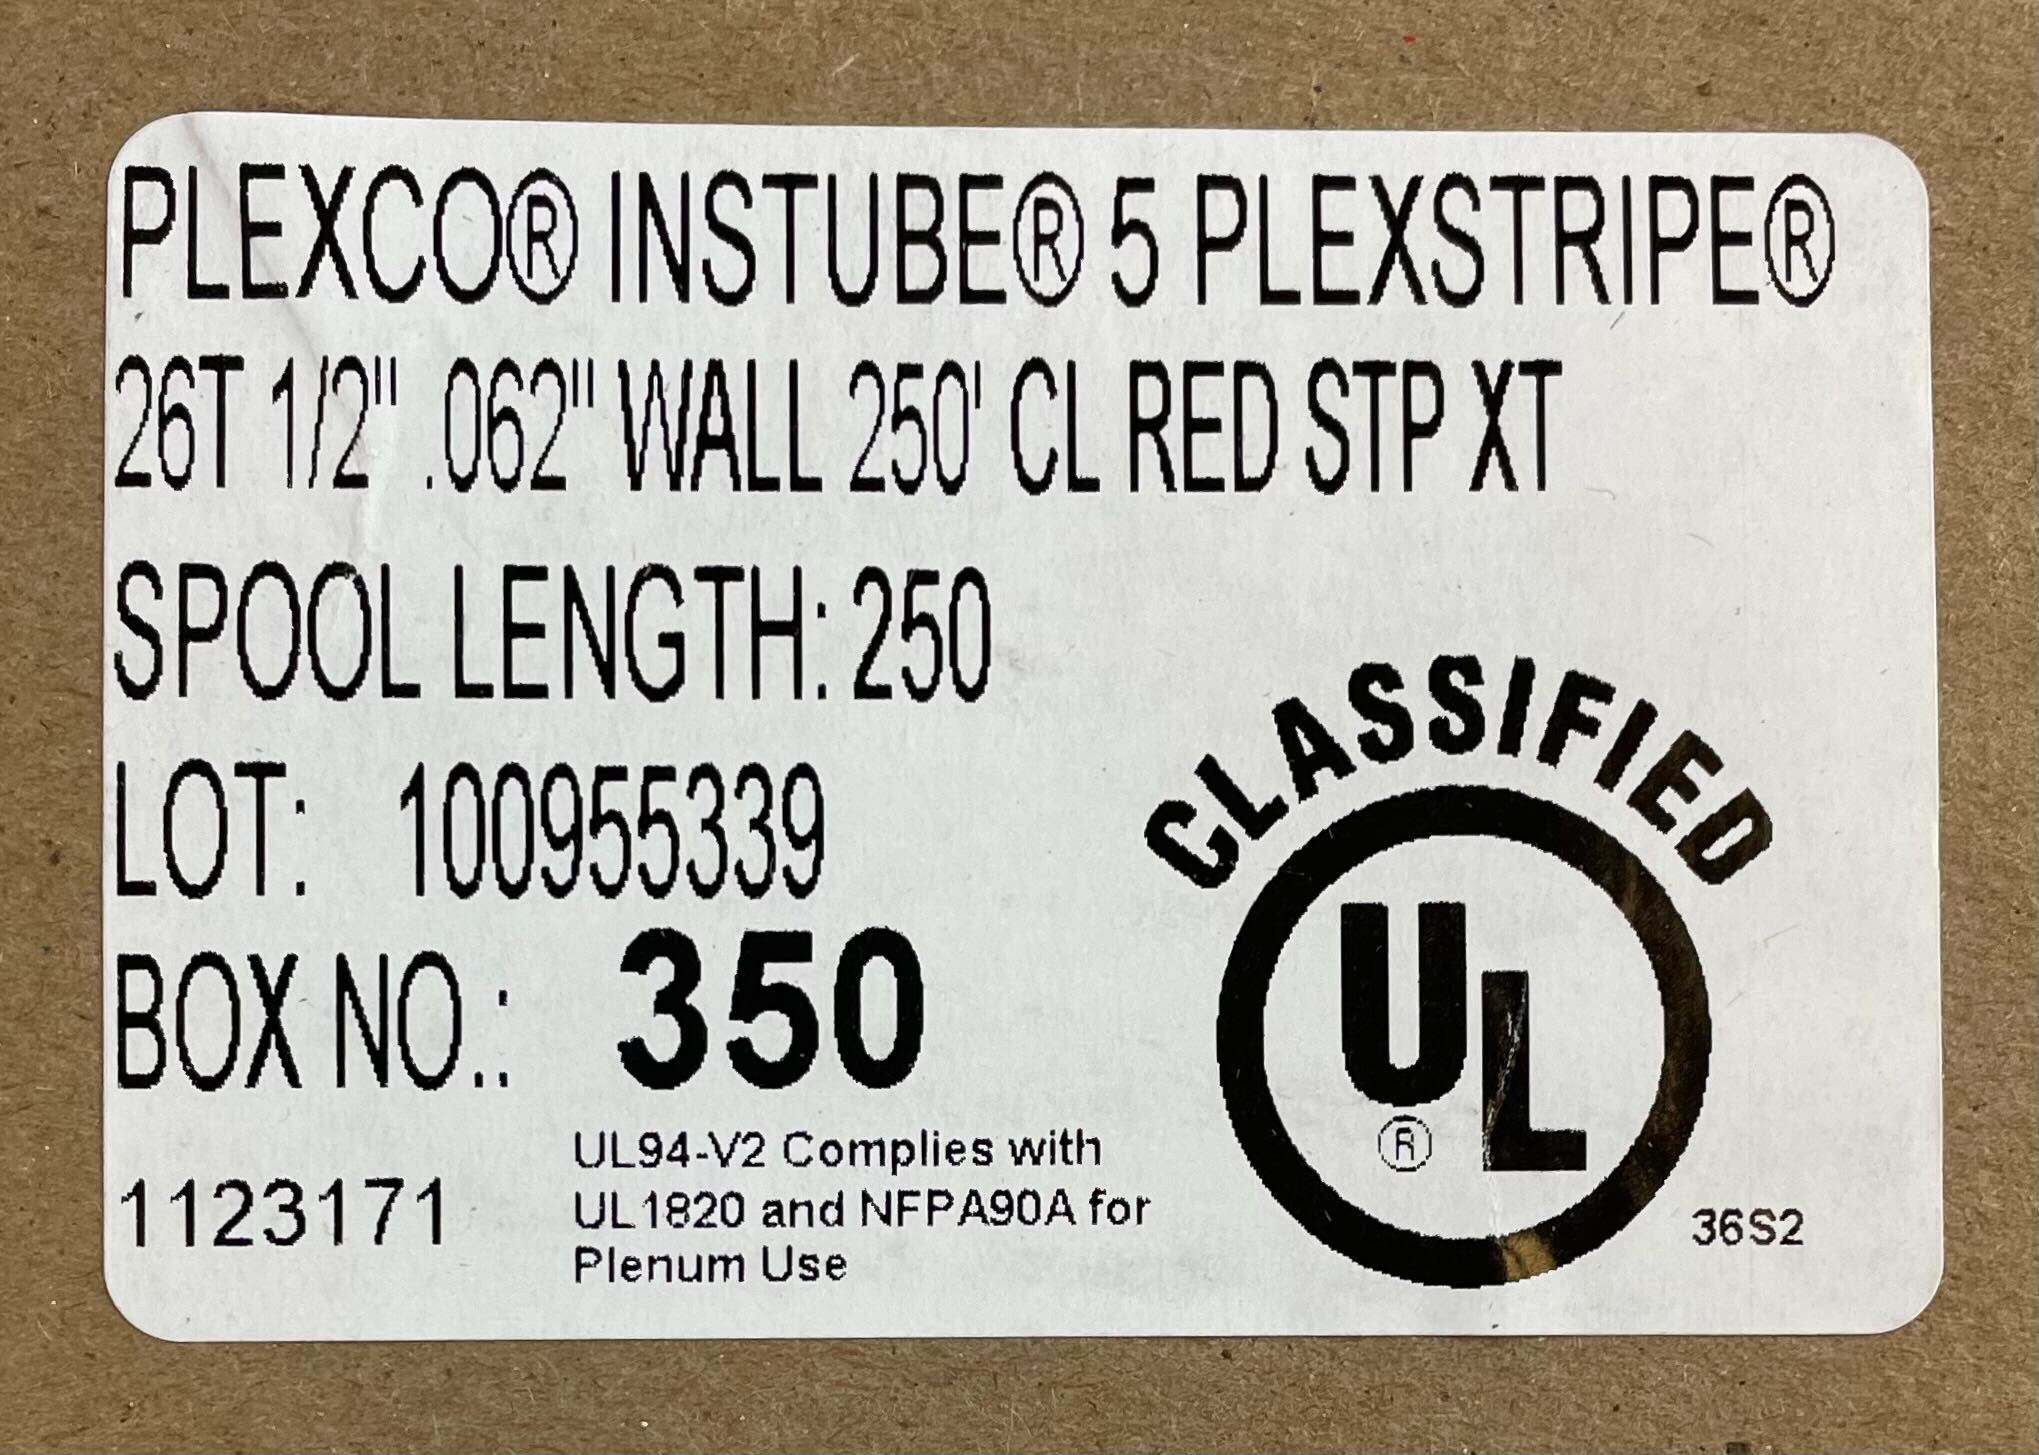 PLEXCO® INSTUBE® 5 PLEXSTRIPE®
26T 1/2" .062" WALL 250' CL RED STP XT
SPOOL LENGTH: 250
LOT: 100955339
BOX NO.: 350
1123171
UL94-V2 Complies with
UL1820 and NFPA90A for
Plenum Use
CLASSIFIED
UL
®
36S2